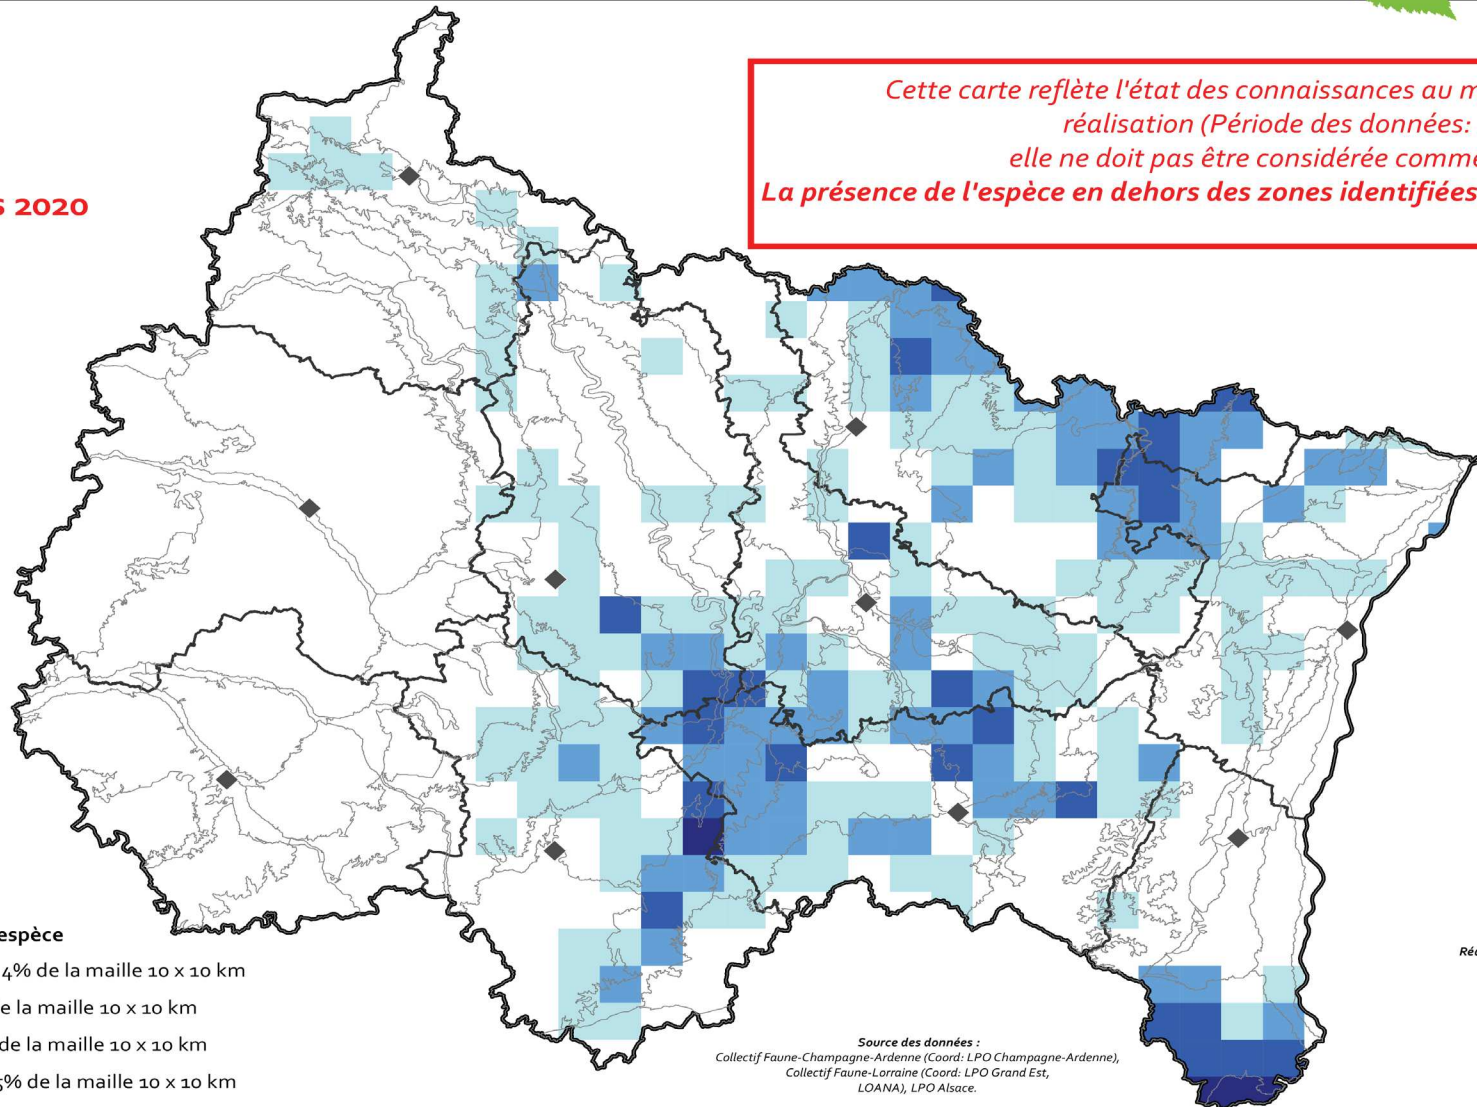 Cette carte reflète l'état des connaissances au m
réalisation (Période des données:
elle ne doit pas être considérée comme
La présence de l'espèce en dehors des zones identifiées
S 2020
espèce
4% de la maille 10 x 10 km
e la maille 10 x 10 km
de la maille 10 x 10 km
5% de la maille 10 x 10 km
Source des données :
Collectif Faune-Champagne-Ardenne (Coord: LPO Champagne-Ardenne),
Collectif Faune-Lorraine (Coord: LPO Grand Est,
LOANA), LPO Alsace.
Réa